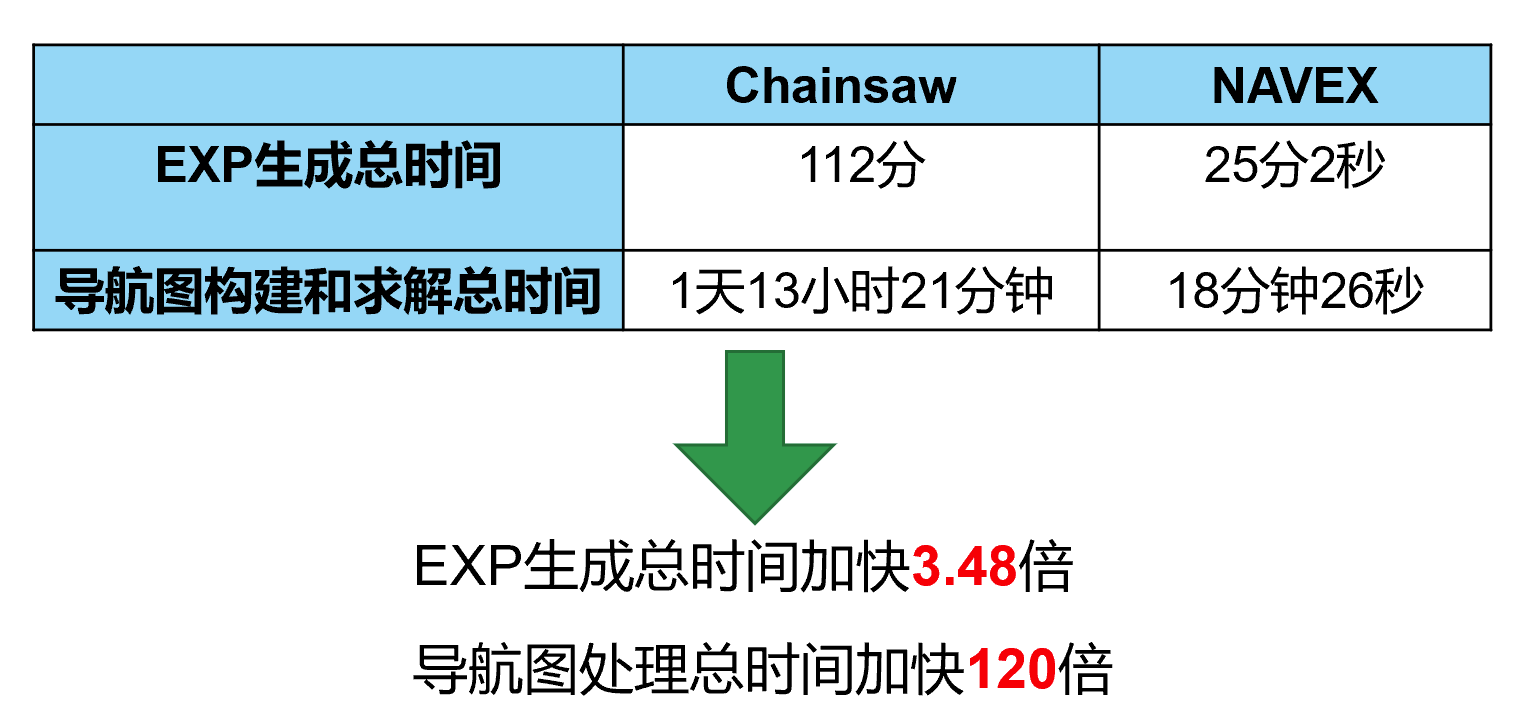 Chainsaw NAVEX
EXP生成总时间 112分 25分2秒
导航图构建和求解总时间 1天13小时21分钟 18分钟26秒
EXP生成总时间加快3.48倍
导航图处理总时间加快120倍